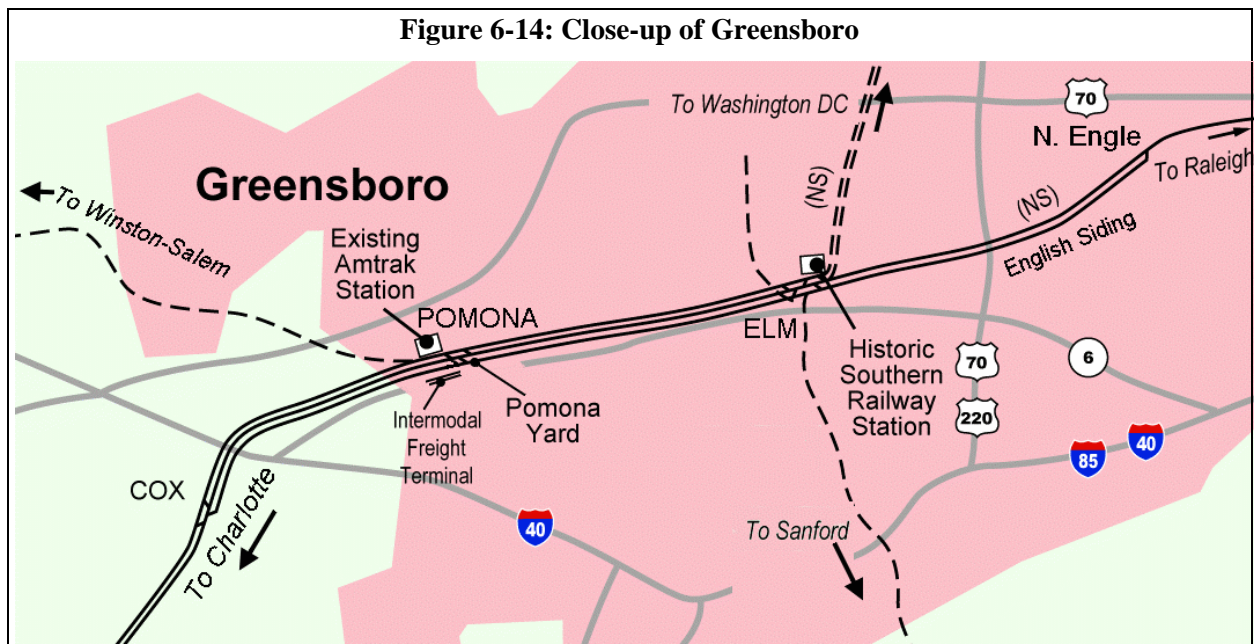 Figure 6-14: Close-up of Greensboro
To Washington DC
70
N. Engle
To Raleigh
(NS)
(NS)
English Siding
Greensboro
To Winston-Salem
Existing
Amtrak
Station
POMONA
ELM
Historic
Southern
Railway
Station
70
220
6
85
40
Intermodal
Freight
Terminal
Pomona
Yard
COX
To Charlotte
40
To Sanford